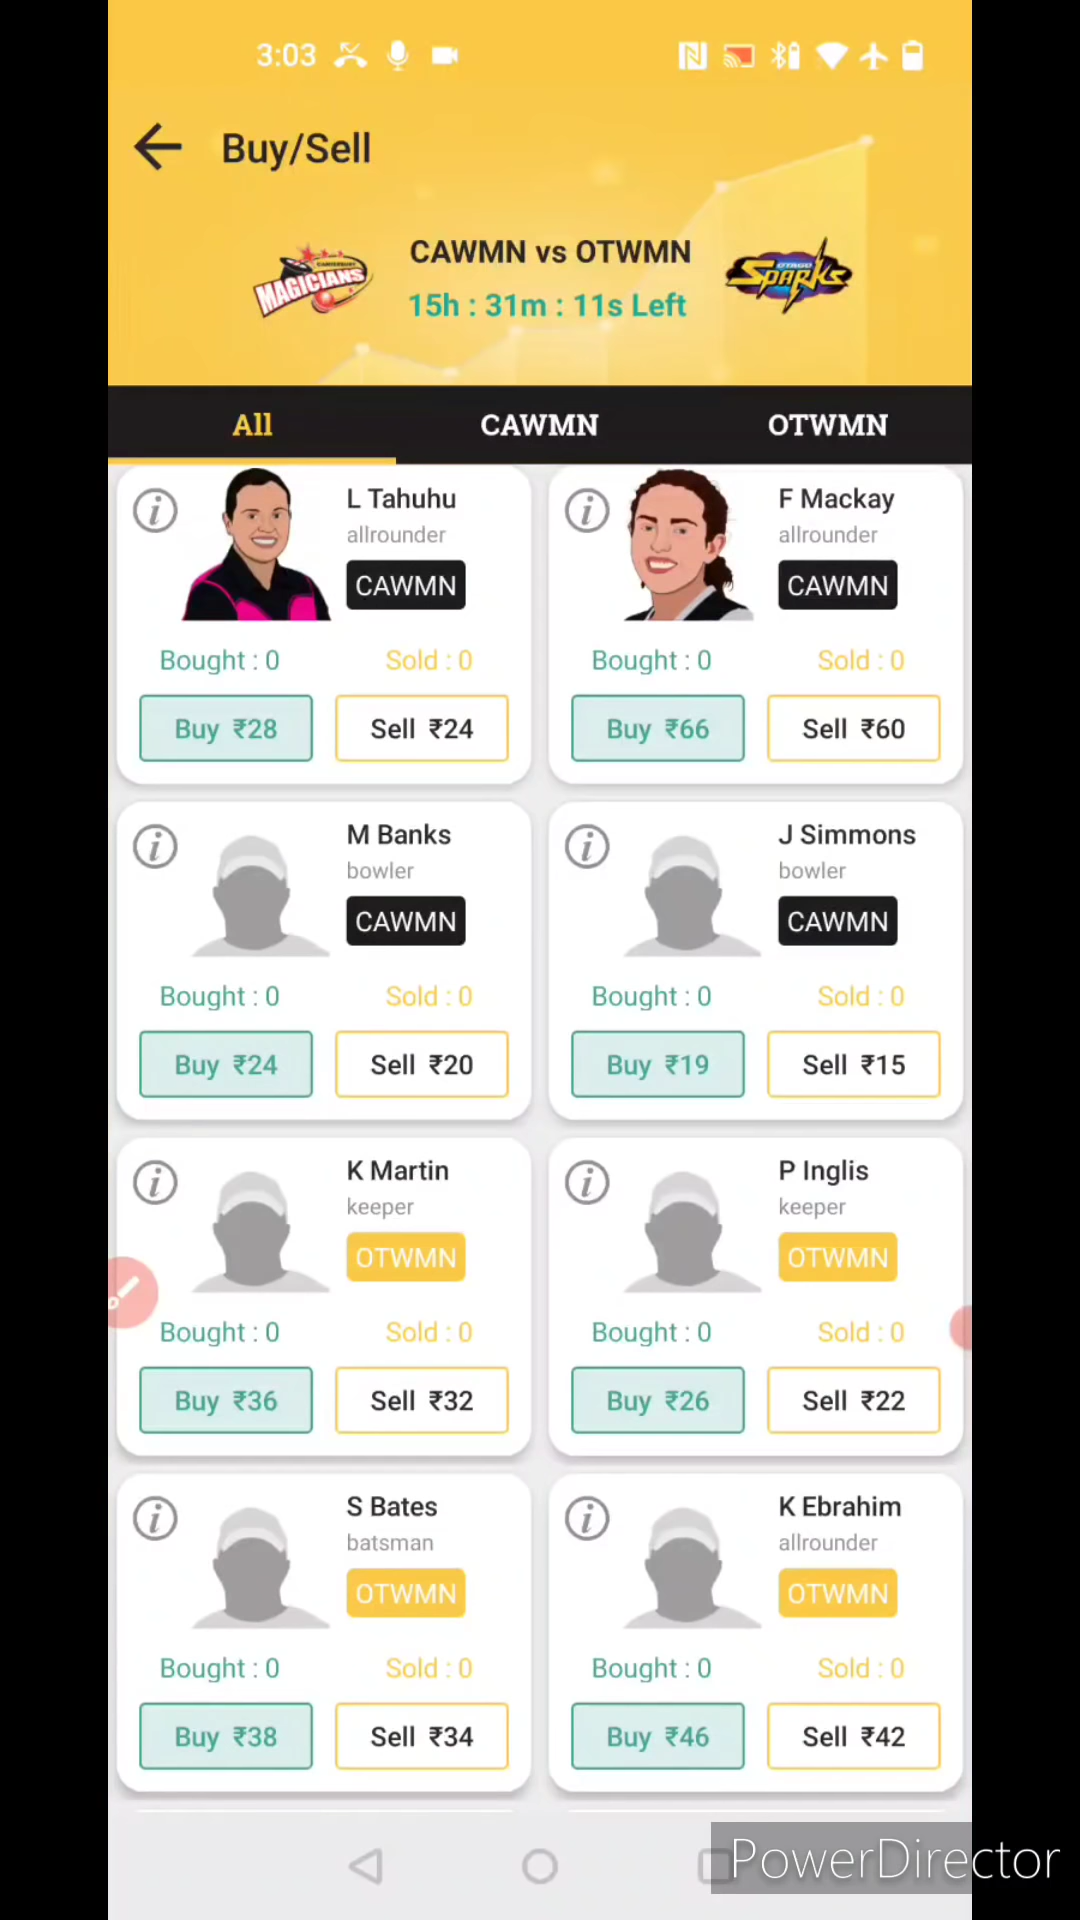 3:03
Buy/Sell
CANTERBURY
MAGICIANS
CAWMN vs OTWMN
15h : 31m : 11s Left
OTAGO
SPARKS
All CAWMN OTWMN
L Tahuhu
allrounder
CAWMN
Bought : 0 Sold : 0
Buy ₹28 Sell ₹24
F Mackay
allrounder
CAWMN
Bought : 0 Sold : 0
Buy ₹66 Sell ₹60
M Banks
bowler
CAWMN
Bought : 0 Sold : 0
Buy ₹24 Sell ₹20
J Simmons
bowler
CAWMN
Bought : 0 Sold : 0
Buy ₹19 Sell ₹15
K Martin
keeper
OTWMN
Bought : 0 Sold : 0
Buy ₹36 Sell ₹32
P Inglis
keeper
OTWMN
Bought : 0 Sold : 0
Buy ₹26 Sell ₹22
S Bates
batsman
OTWMN
Bought : 0 Sold : 0
Buy ₹38 Sell ₹34
K Ebrahim
allrounder
OTWMN
Bought : 0 Sold : 0
Buy ₹46 Sell ₹42
PowerDirector